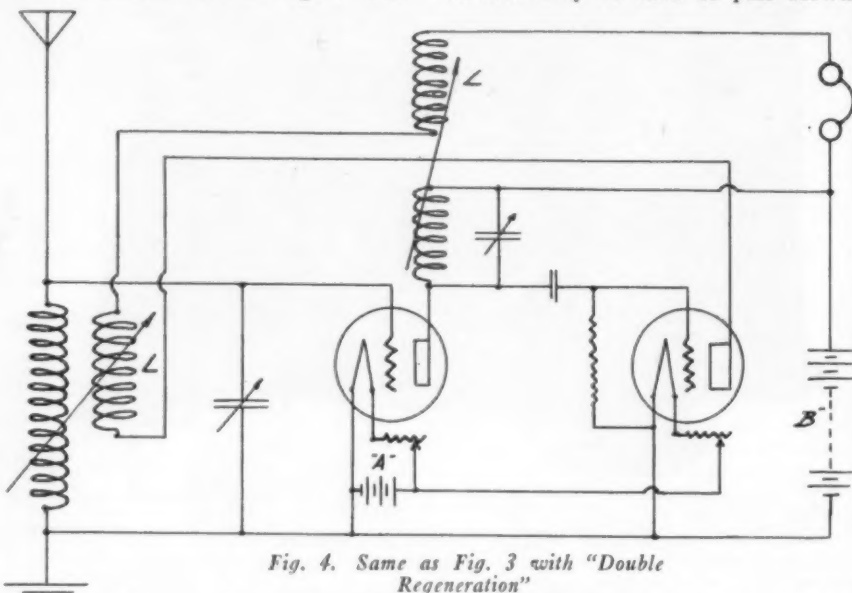 L
L
"A"
"B"
Fig. 4. Same as Fig. 3 with "Double
Regeneration"